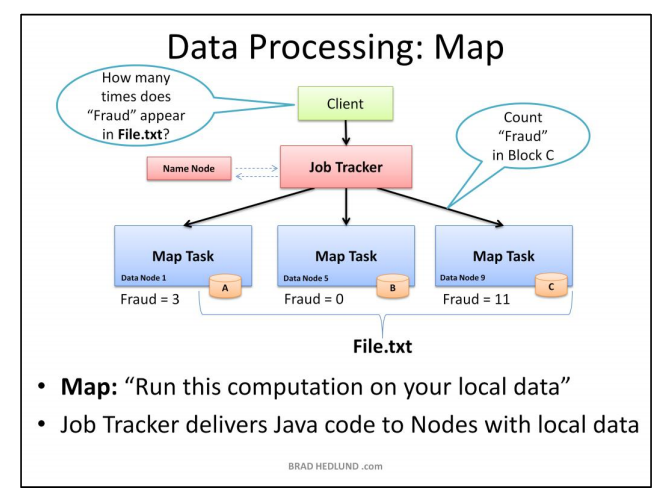 Data Processing: Map
How many
times does
“Fraud” appear
in File.txt?
Client
Count
“Fraud”
in Block C
Name Node
Job Tracker
Map Task
Data Node 1
A
Fraud = 3
Map Task
Data Node 5
B
Fraud = 0
Map Task
Data Node 9
C
Fraud = 11
File.txt
• Map: “Run this computation on your local data”
• Job Tracker delivers Java code to Nodes with local data
BRAD HEDLUND .com